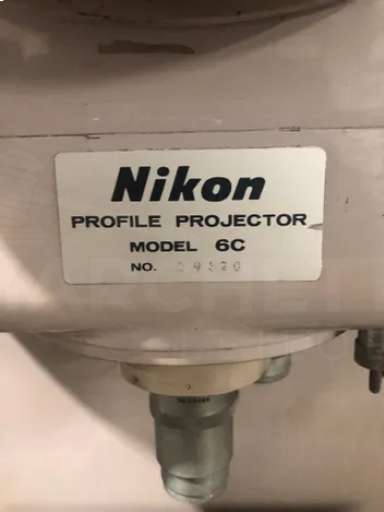 Nikon
PROFILE PROJECTOR
MODEL 6C
NO.